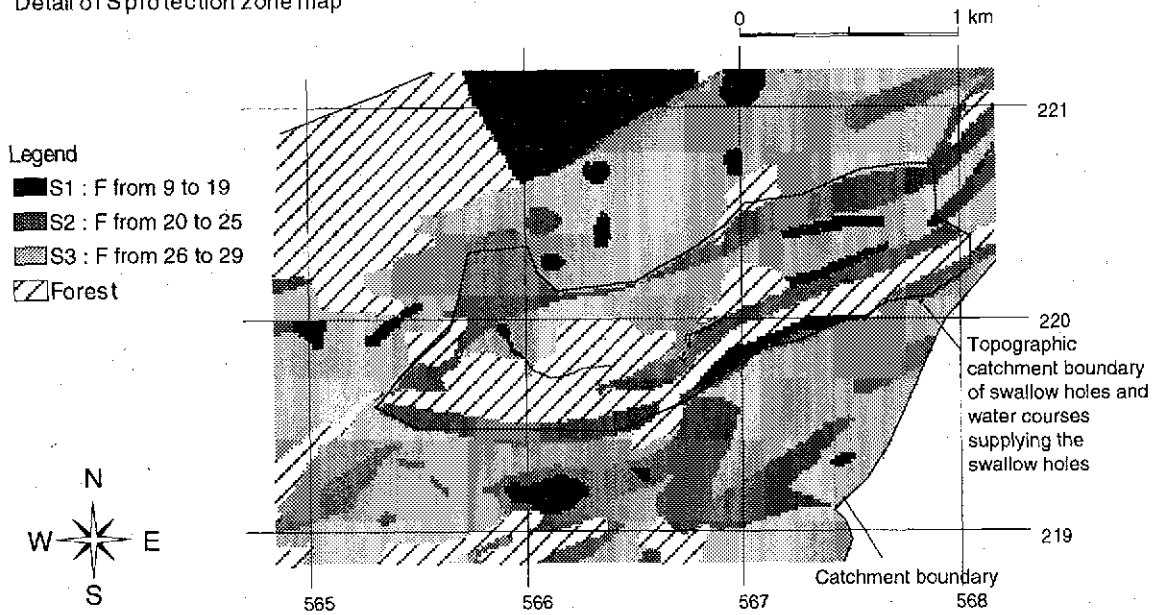 Detail of S protection zone map
0 1 km
221
Legend
S1 : F from 9 to 19
S2 : F from 20 to 25
S3 : F from 26 to 29
Forest
220
Topographic
catchment boundary
of swallow holes and
water courses
supplying the
swallow holes
N
W E
S
219
Catchment boundary
565 566 567 568